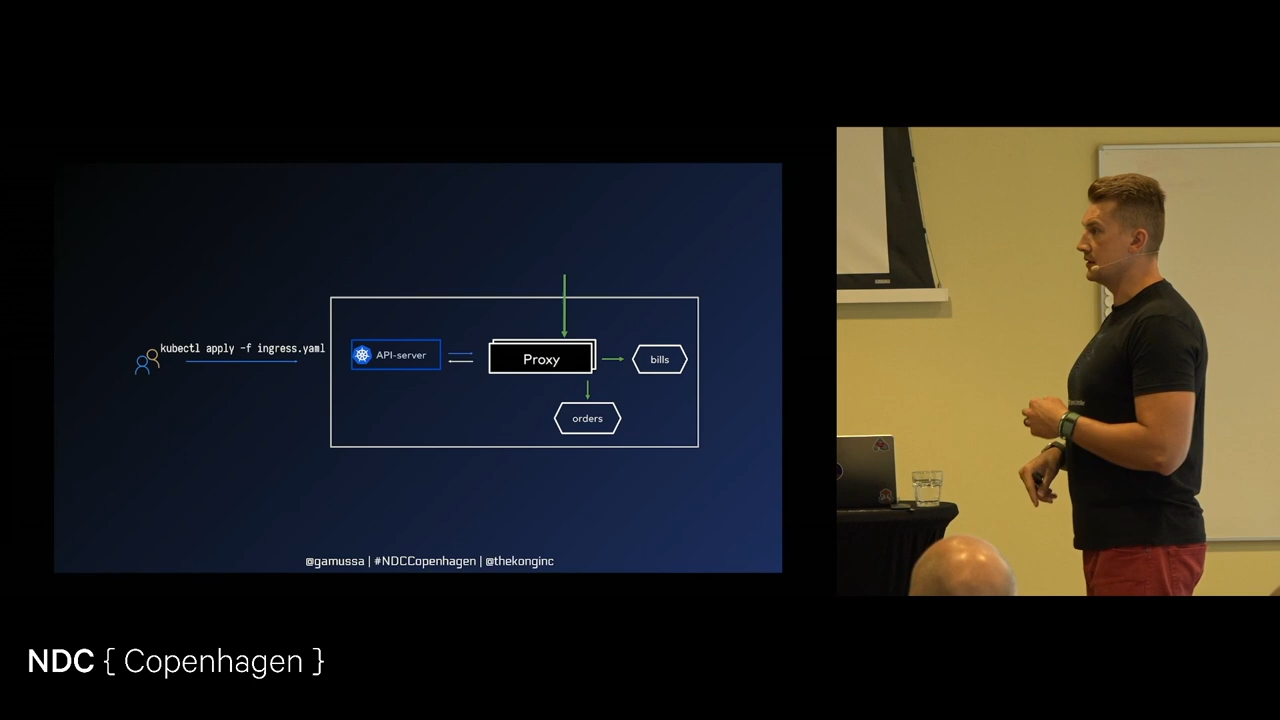 kubectl apply -f ingress.yaml
API-server
Proxy
bills
orders
@gamussa | #NDCCopenhagen | @thekonginc
NDC { Copenhagen }